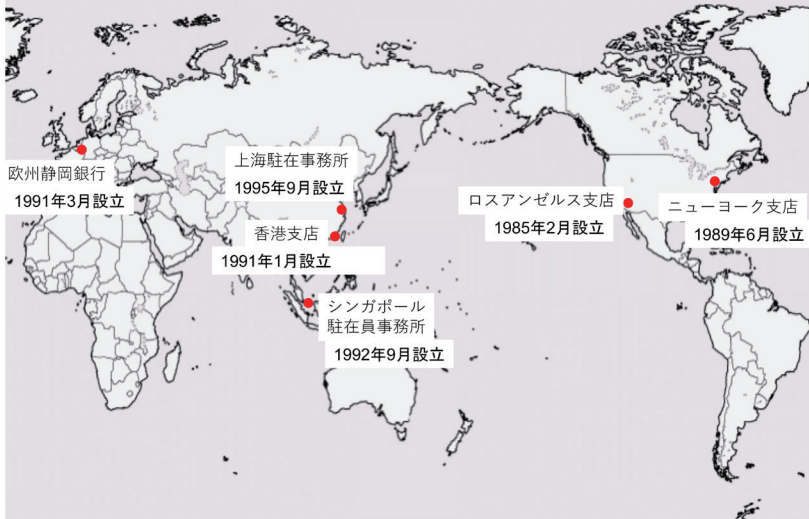 欧州静岡銀行
1991年3月設立
上海駐在事務所
1995年9月設立
香港支店
1991年1月設立
シンガポール
駐在員事務所
1992年9月設立
ロスアンゼルス支店
1985年2月設立
ニューヨーク支店
1989年6月設立